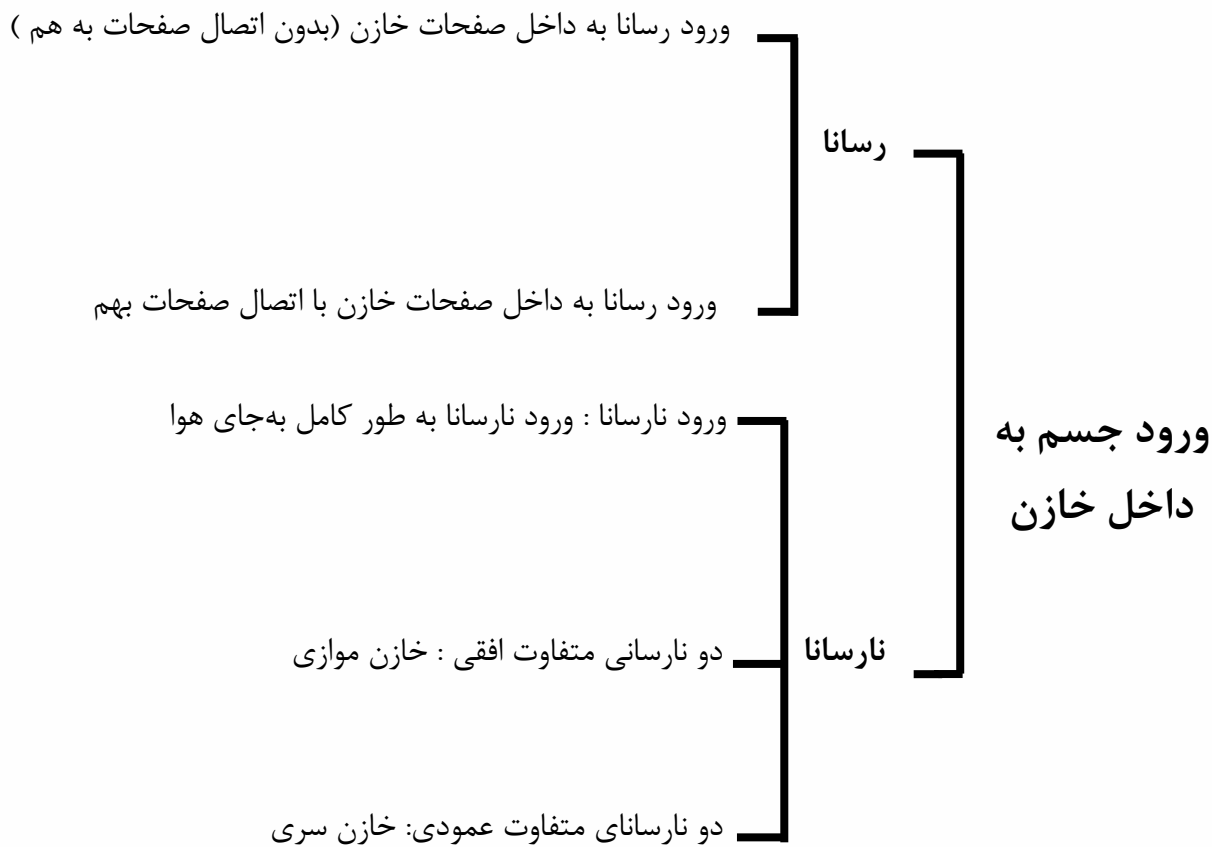 ورود رسانا به داخل صفحات خازن (بدون اتصال صفحات به هم )
رسانا
ورود رسانا به داخل صفحات خازن با اتصال صفحات بهم
ورود نارسانا : ورود نارسانا به طور کامل به‌جای هوا
ورود جسم به
داخل خازن
نارسانا
دو نارسانی متفاوت افقی : خازن موازی
دو نارسانای متفاوت عمودی: خازن سری